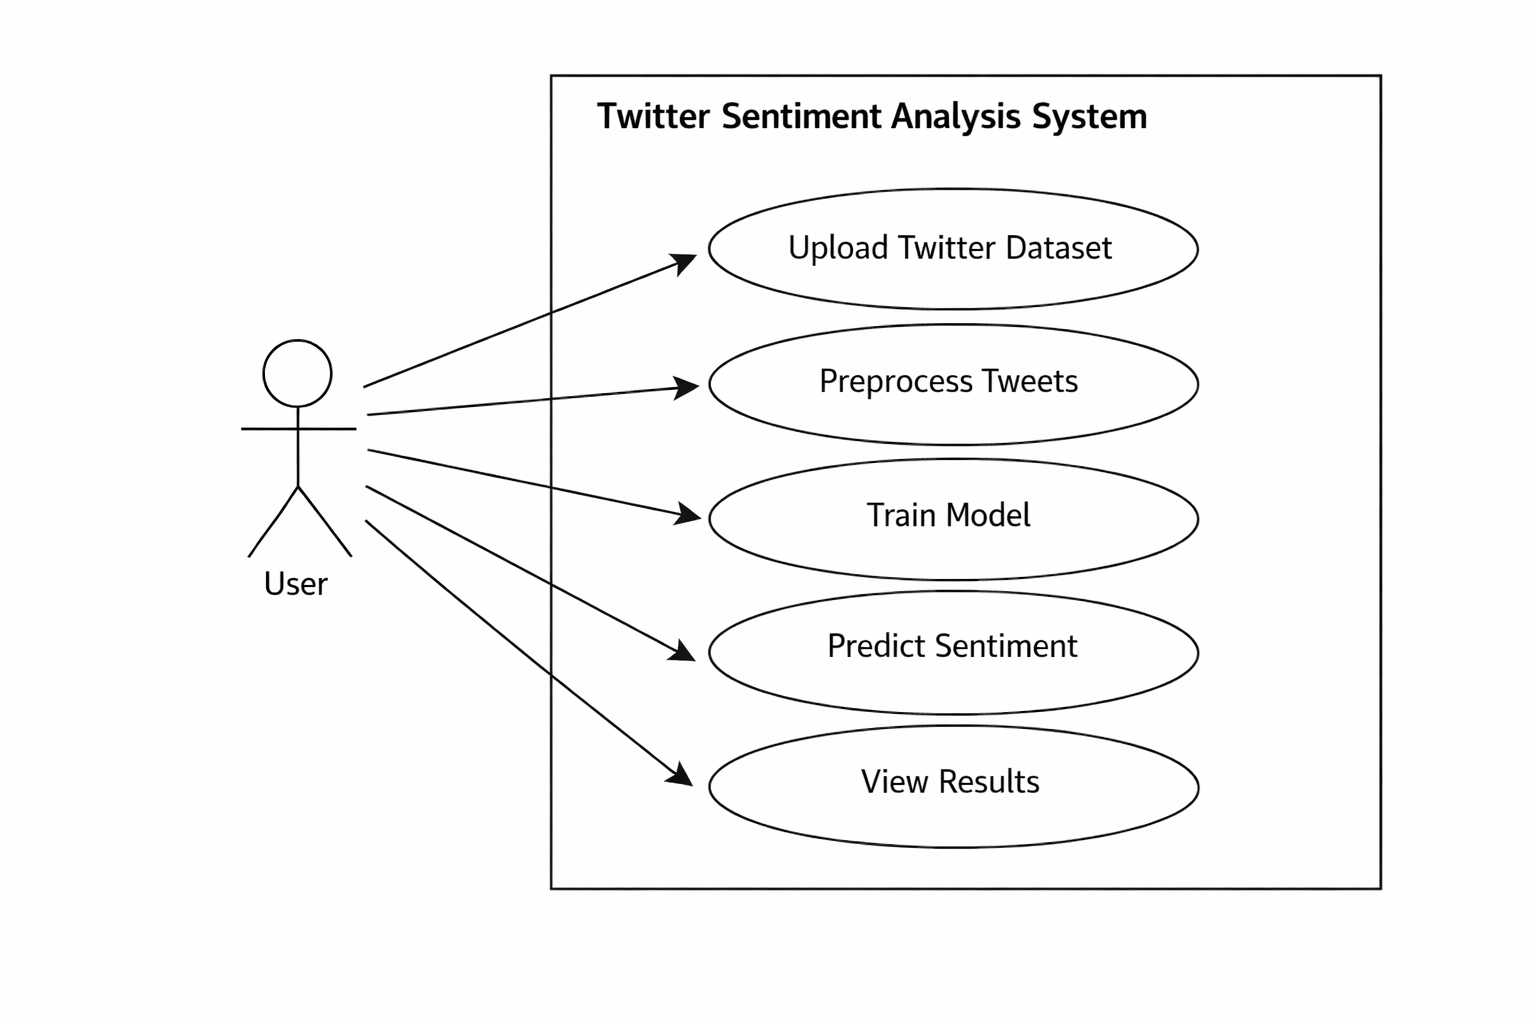 Twitter Sentiment Analysis System
Upload Twitter Dataset
Preprocess Tweets
Train Model
Predict Sentiment
View Results
User